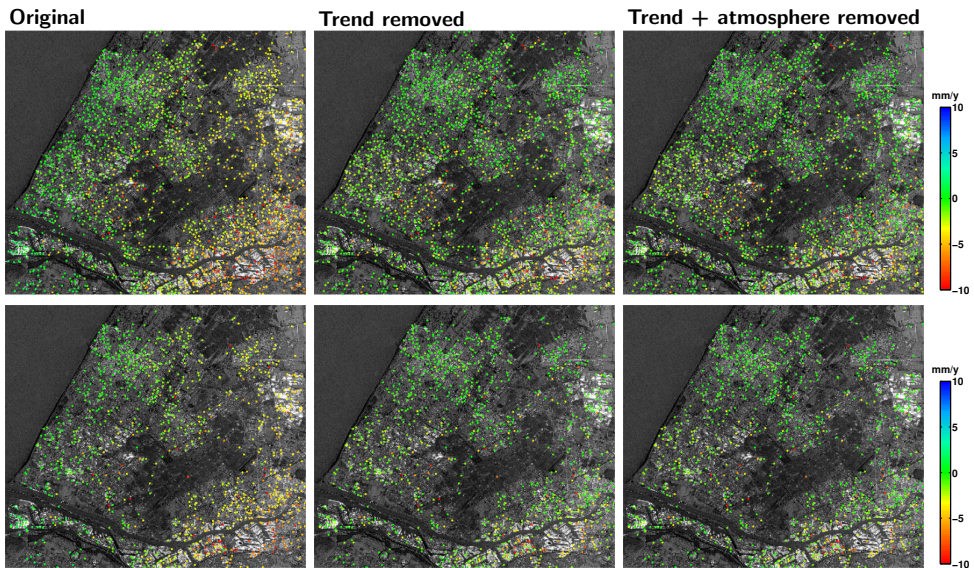 Original
Trend removed
Trend + atmosphere removed
mm/y
10
5
0
−5
−10
mm/y
10
5
0
−5
−10